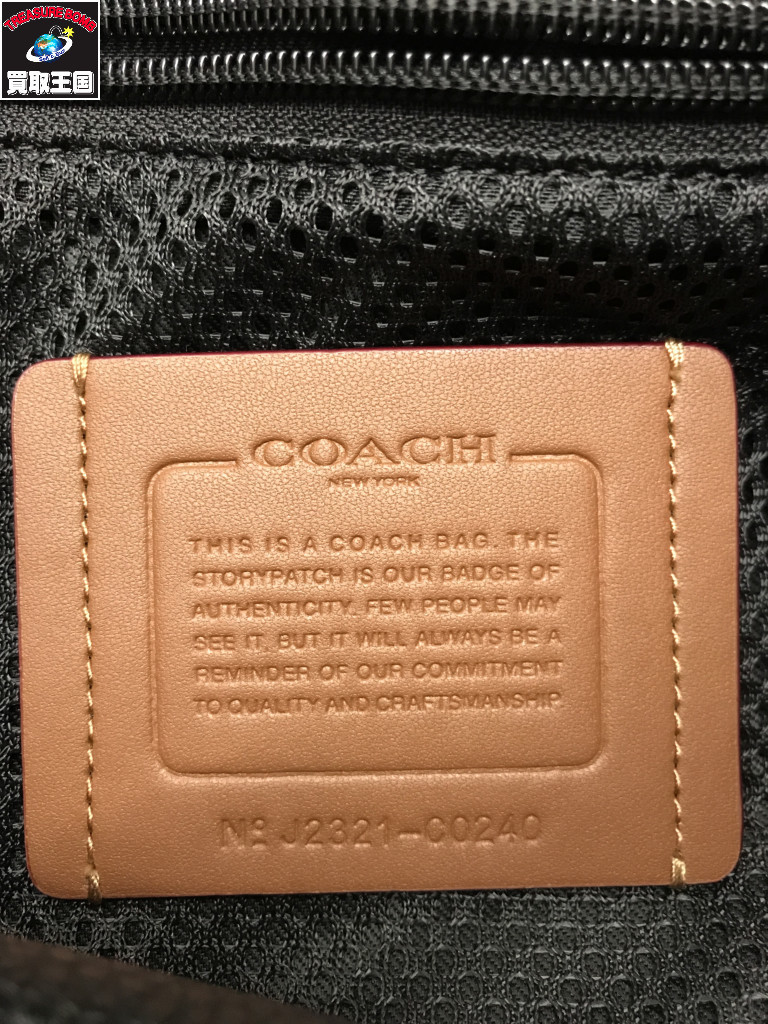 TREASURE BOMB
買取王国
COACH
NEW YORK
THIS IS A COACH BAG. THE
STORYPATCH IS OUR BADGE OF
AUTHENTICITY. FEW PEOPLE MAY
SEE IT, BUT IT WILL ALWAYS BE A
REMINDER OF OUR COMMITMENT
TO QUALITY AND CRAFTSMANSHIP.
Nº J2321-C0240